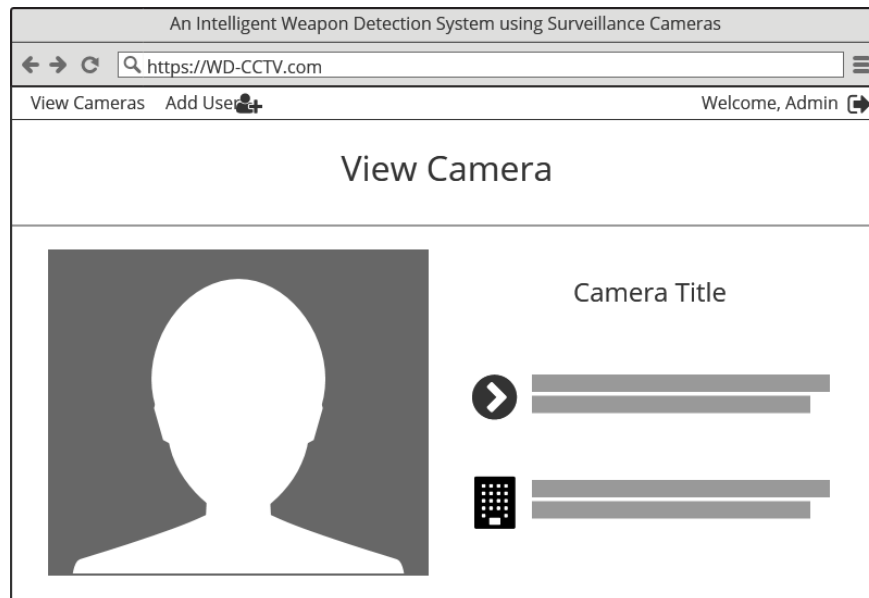 An Intelligent Weapon Detection System using Surveillance Cameras
https://WD-CCTV.com
View Cameras Add User Welcome, Admin
View Camera
Camera Title